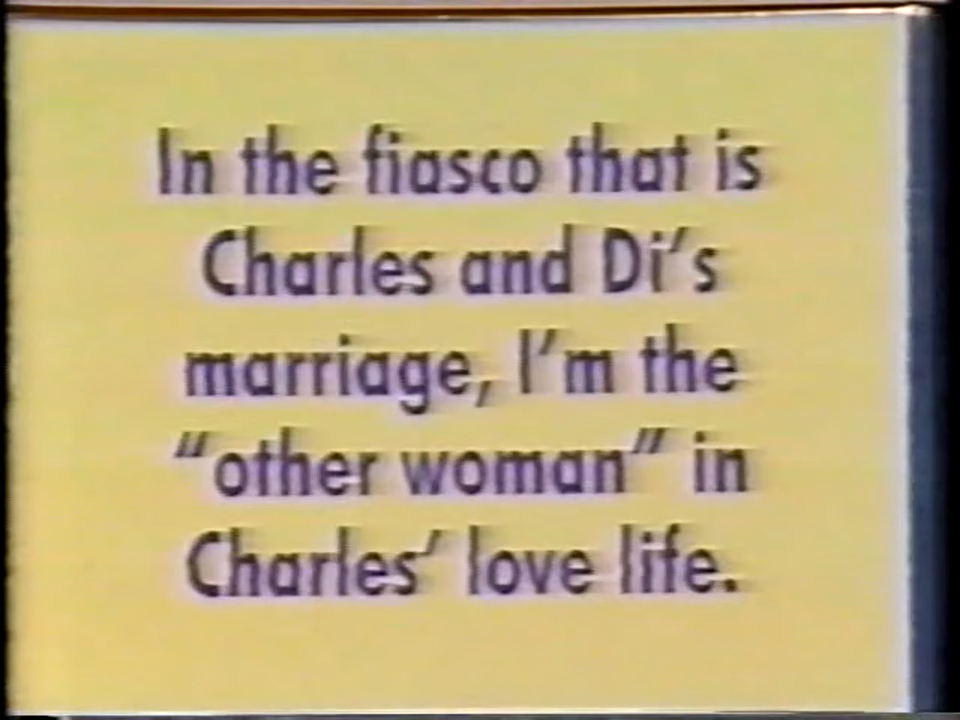 In the fiasco that is
Charles and Di's
marriage, I'm the
"other woman" in
Charles' love life.